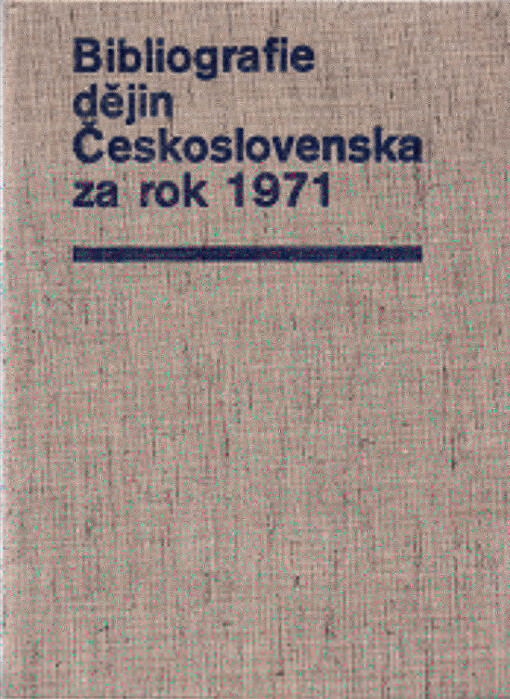 Bibliografie
dějin
Československa
za rok 1971